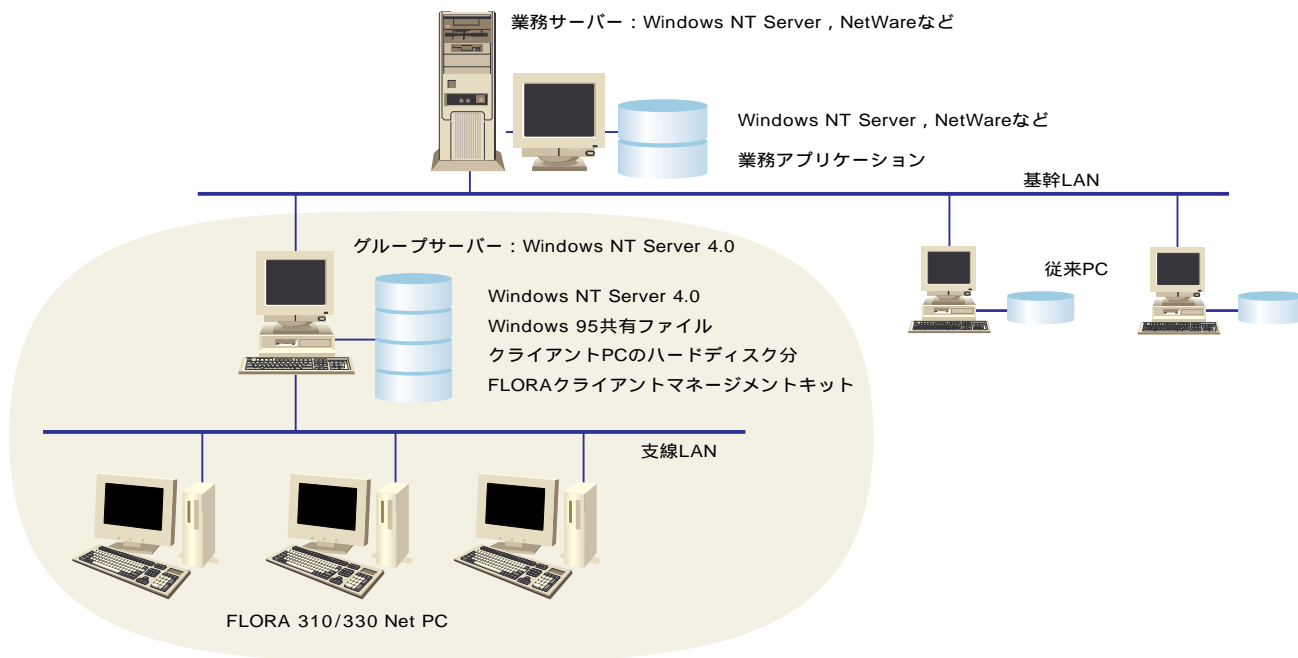 業務サーバー：Windows NT Server , NetWareなど
Windows NT Server , NetWareなど
業務アプリケーション
基幹LAN
グループサーバー：Windows NT Server 4.0
従来PC
Windows NT Server 4.0
Windows 95共有ファイル
クライアントPCのハードディスク分
FLORAクライアントマネージメントキット
支線LAN
FLORA 310/330 Net PC